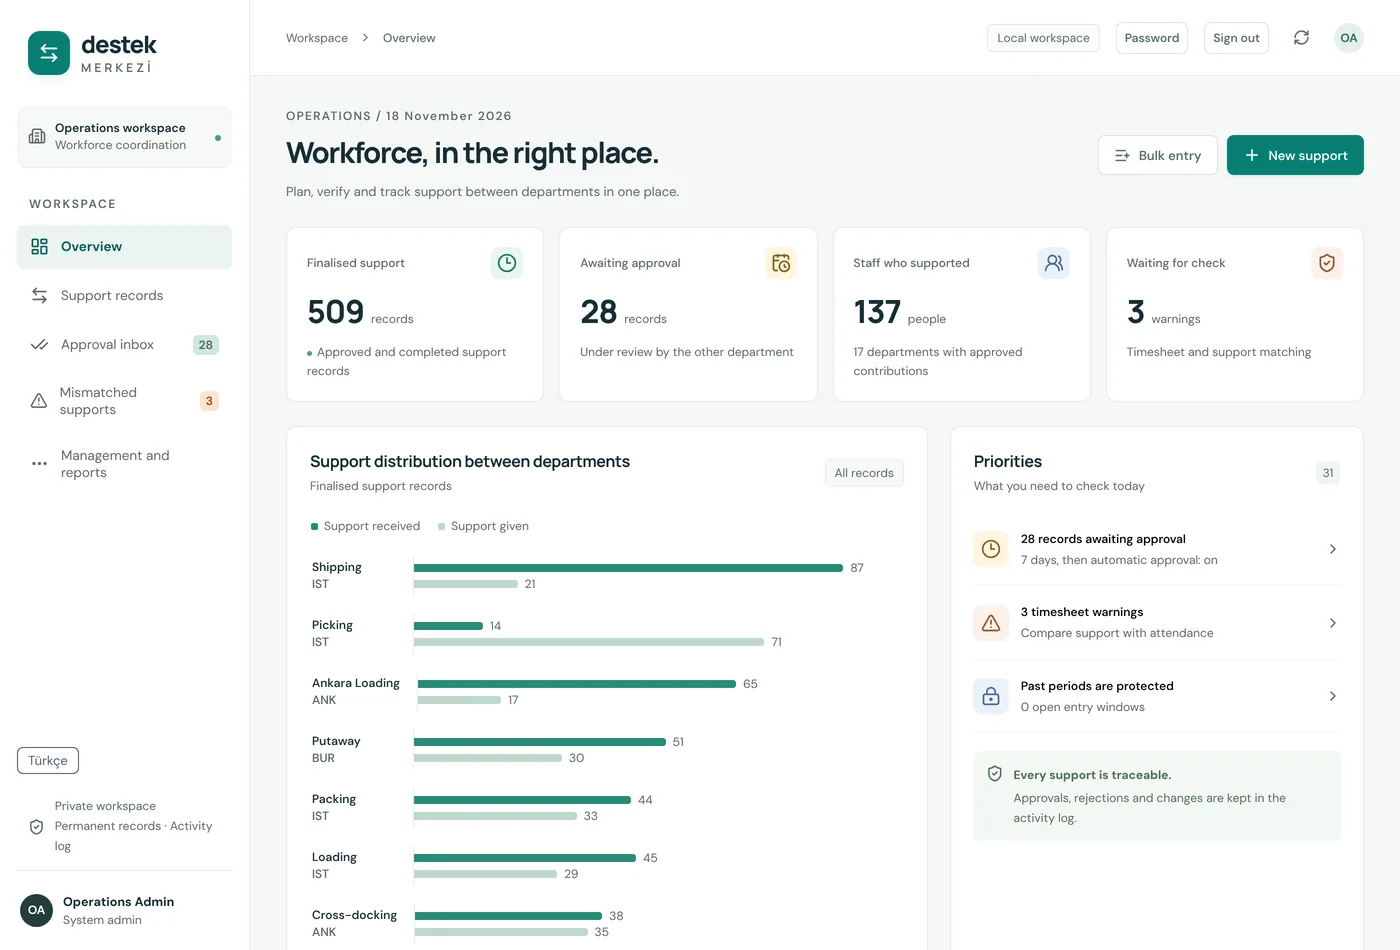 destek
MERKEZİ
Operations workspace
Workforce coordination
WORKSPACE
Overview
Support records
Approval inbox 28
Mismatched
supports
3
Management and
reports
Türkçe
Private workspace
Permanent records · Activity
log
OA
Operations Admin
System admin
Workspace > Overview
Local workspace
Password
Sign out
OA
OPERATIONS / 18 November 2026
Workforce, in the right place.
Plan, verify and track support between departments in one place.
Bulk entry
+ New support
Finalised support
509 records
Approved and completed support
records
Awaiting approval
28 records
Under review by the other department
Staff who supported
137 people
17 departments with approved
contributions
Waiting for check
3 warnings
Timesheet and support matching
Support distribution between departments
Finalised support records
All records
Support received
Support given
Shipping
IST
87
21
Picking
IST
14
71
Ankara Loading
ANK
65
17
Putaway
BUR
51
30
Packing
IST
44
33
Loading
IST
45
29
Cross-docking
ANK
38
35
Priorities
What you need to check today
31
28 records awaiting approval
7 days, then automatic approval: on
3 timesheet warnings
Compare support with attendance
Past periods are protected
0 open entry windows
Every support is traceable.
Approvals, rejections and changes are kept in the
activity log.